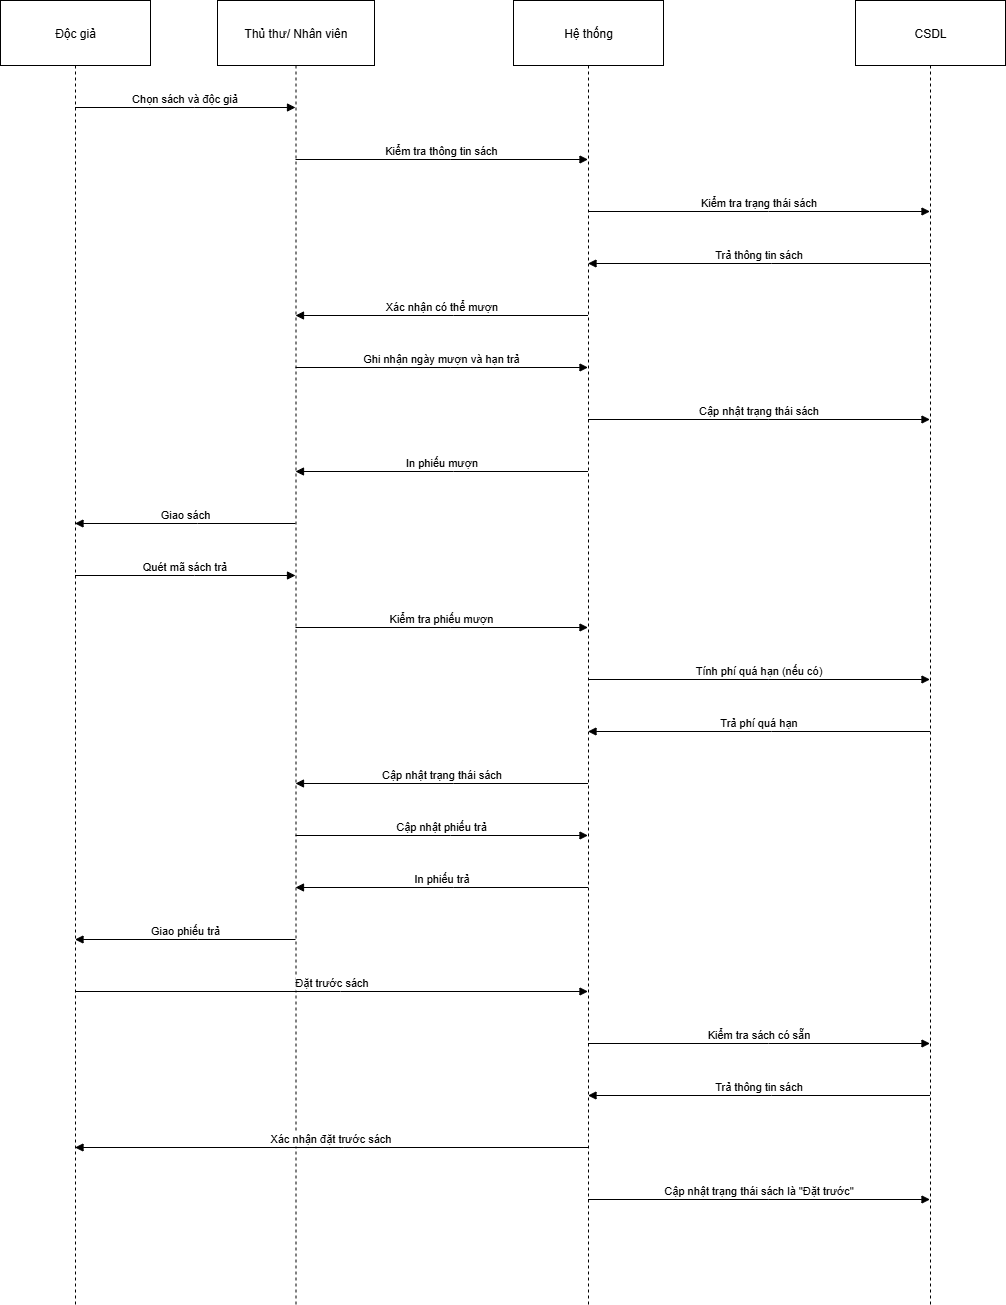 Độc giả
Thủ thư/ Nhân viên
Hệ thống
CSDL
Chọn sách và độc giả
Kiểm tra thông tin sách
Kiểm tra trạng thái sách
Trả thông tin sách
Xác nhận có thể mượn
Ghi nhận ngày mượn và hạn trả
Cập nhật trạng thái sách
In phiếu mượn
Giao sách
Quét mã sách trả
Kiểm tra phiếu mượn
Tính phí quá hạn (nếu có)
Trả phí quá hạn
Cập nhật trạng thái sách
Cập nhật phiếu trả
In phiếu trả
Giao phiếu trả
Đặt trước sách
Kiểm tra sách có sẵn
Trả thông tin sách
Xác nhận đặt trước sách
Cập nhật trạng thái sách là "Đặt trước"